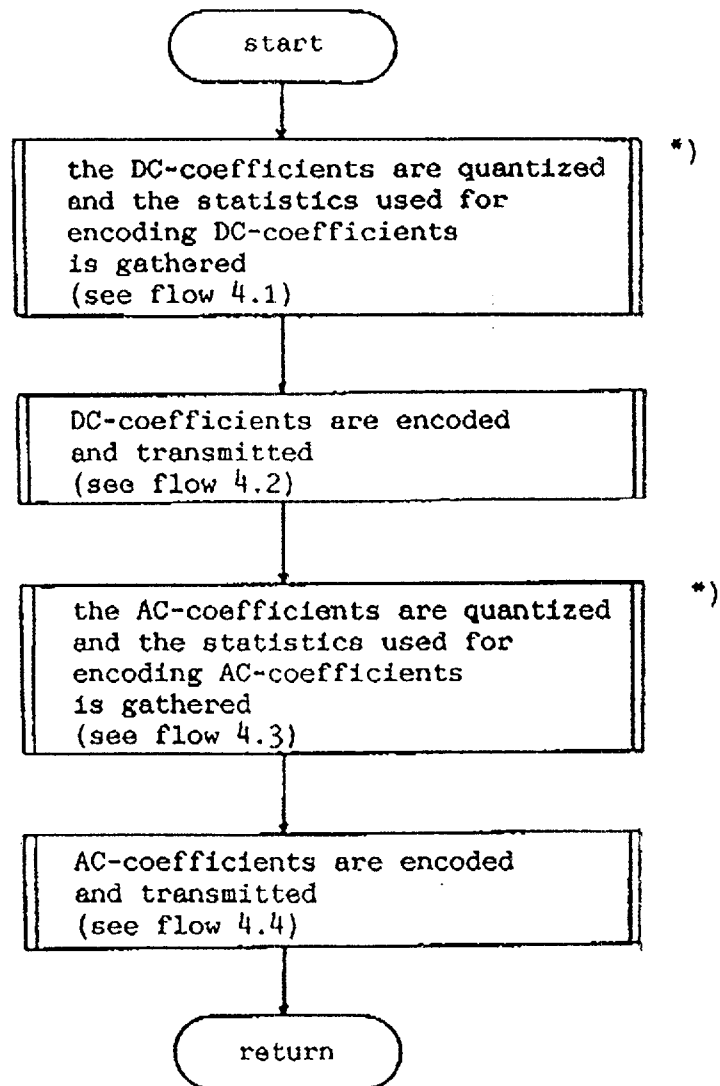 start
*)
the DC-coefficients are quantized
and the statistics used for
encoding DC-coefficients
is gathered
(see flow 4.1)
DC-coefficients are encoded
and transmitted
(see flow 4.2)
*)
the AC-coefficients are quantized
and the statistics used for
encoding AC-coefficients
is gathered
(see flow 4.3)
AC-coefficients are encoded
and transmitted
(see flow 4.4)
return